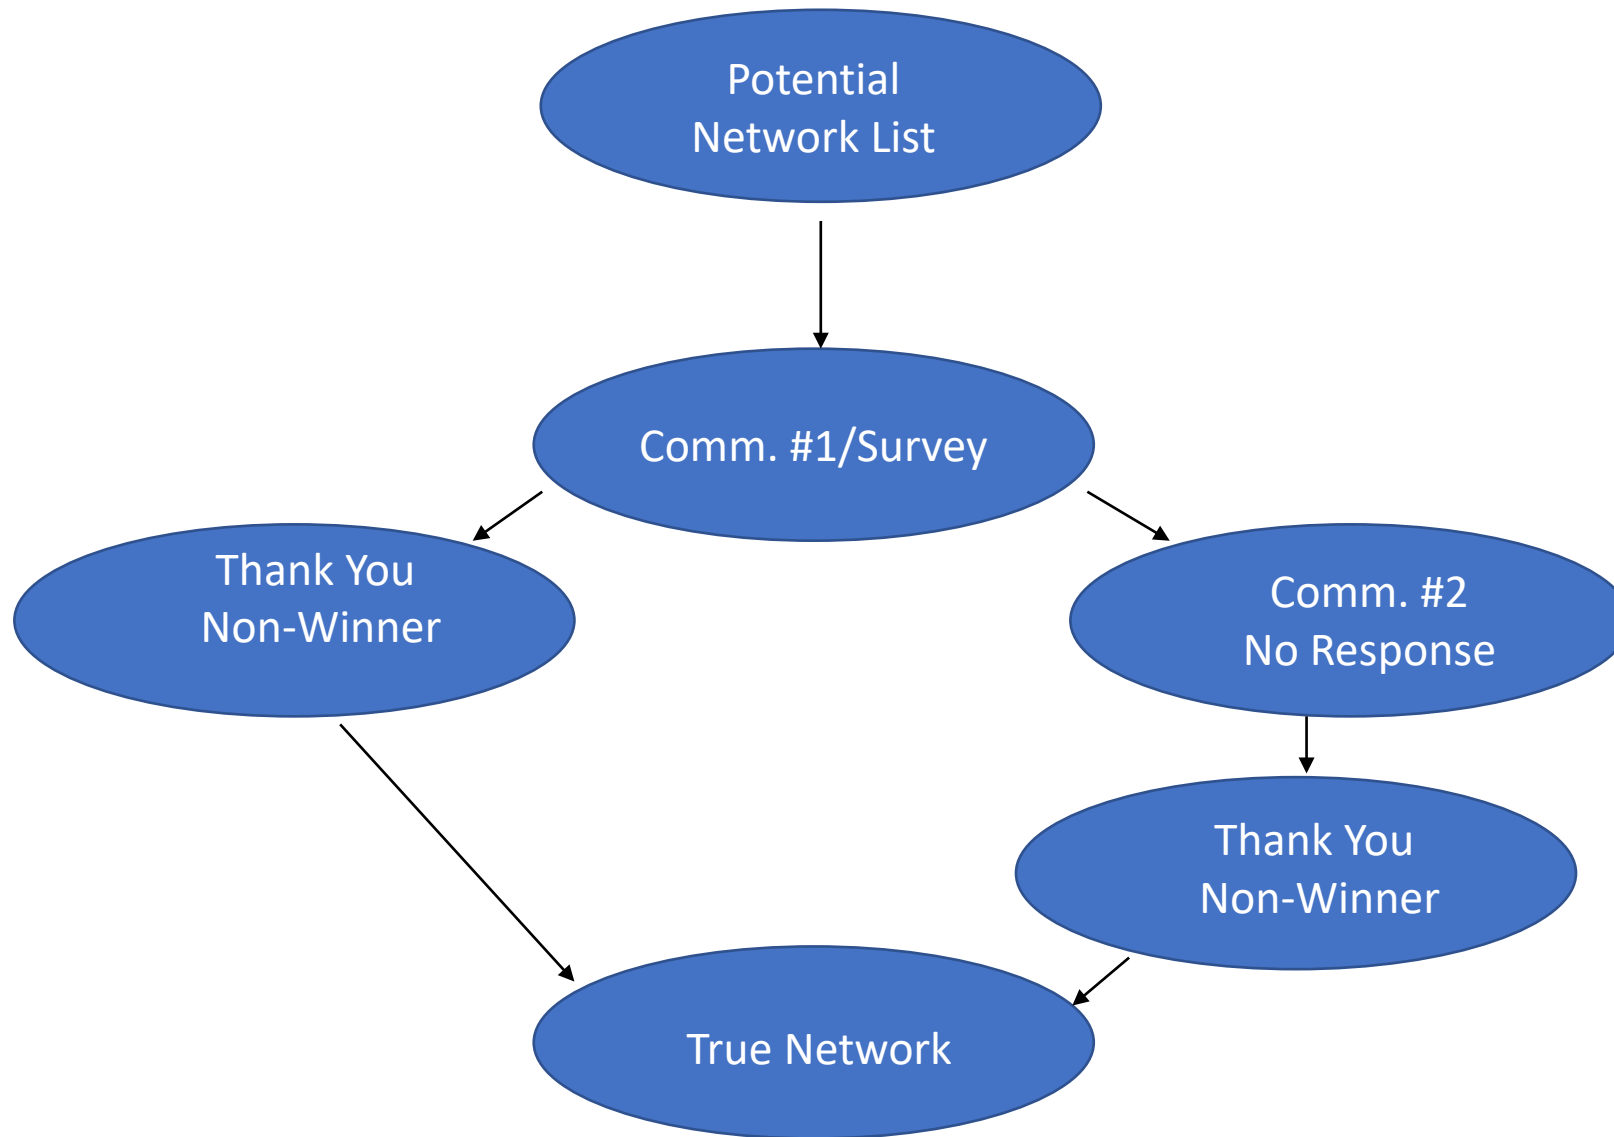 Potential
Network List
Comm. #1/Survey
Thank You
Non-Winner
Comm. #2
No Response
Thank You
Non-Winner
True Network